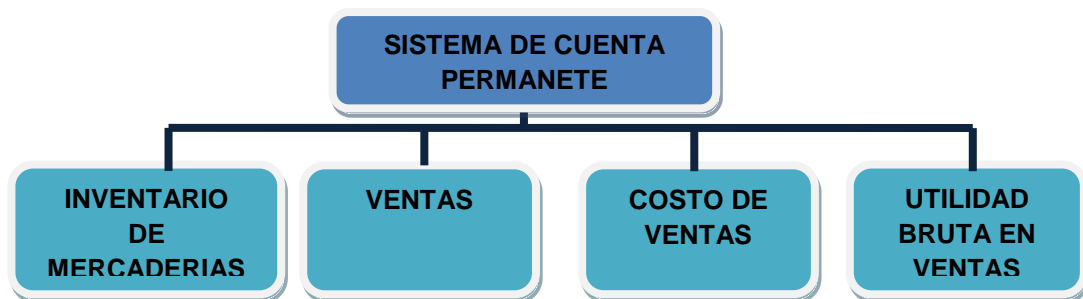 SISTEMA DE CUENTA
PERMANETE
INVENTARIO
DE
MERCADERIAS
VENTAS
COSTO DE
VENTAS
UTILIDAD
BRUTA EN
VENTAS